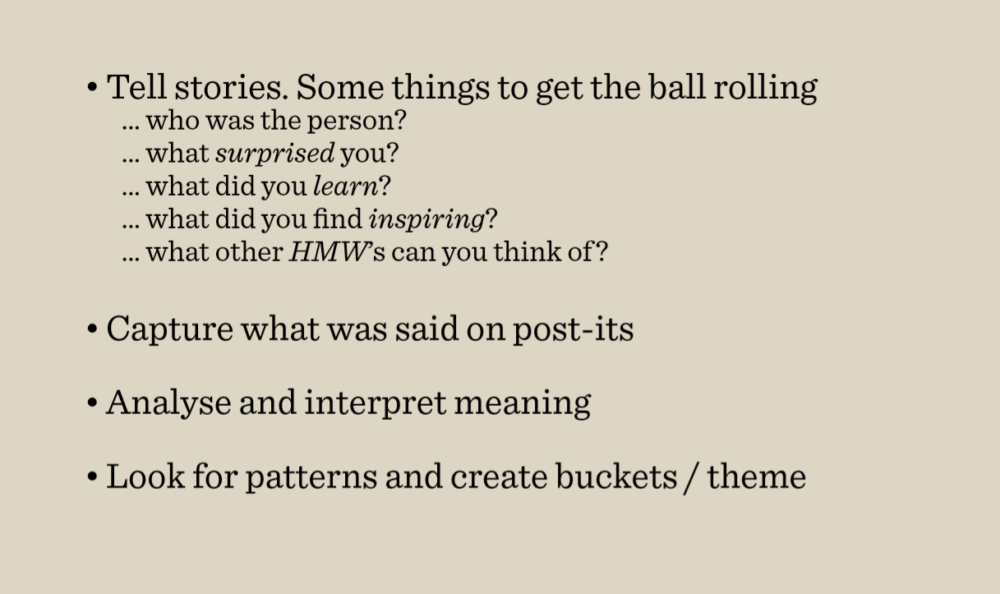 • Tell stories. Some things to get the ball rolling
... who was the person?
... what surprised you?
... what did you learn?
... what did you find inspiring?
... what other HMW's can you think of?
• Capture what was said on post-its
• Analyse and interpret meaning
• Look for patterns and create buckets / theme